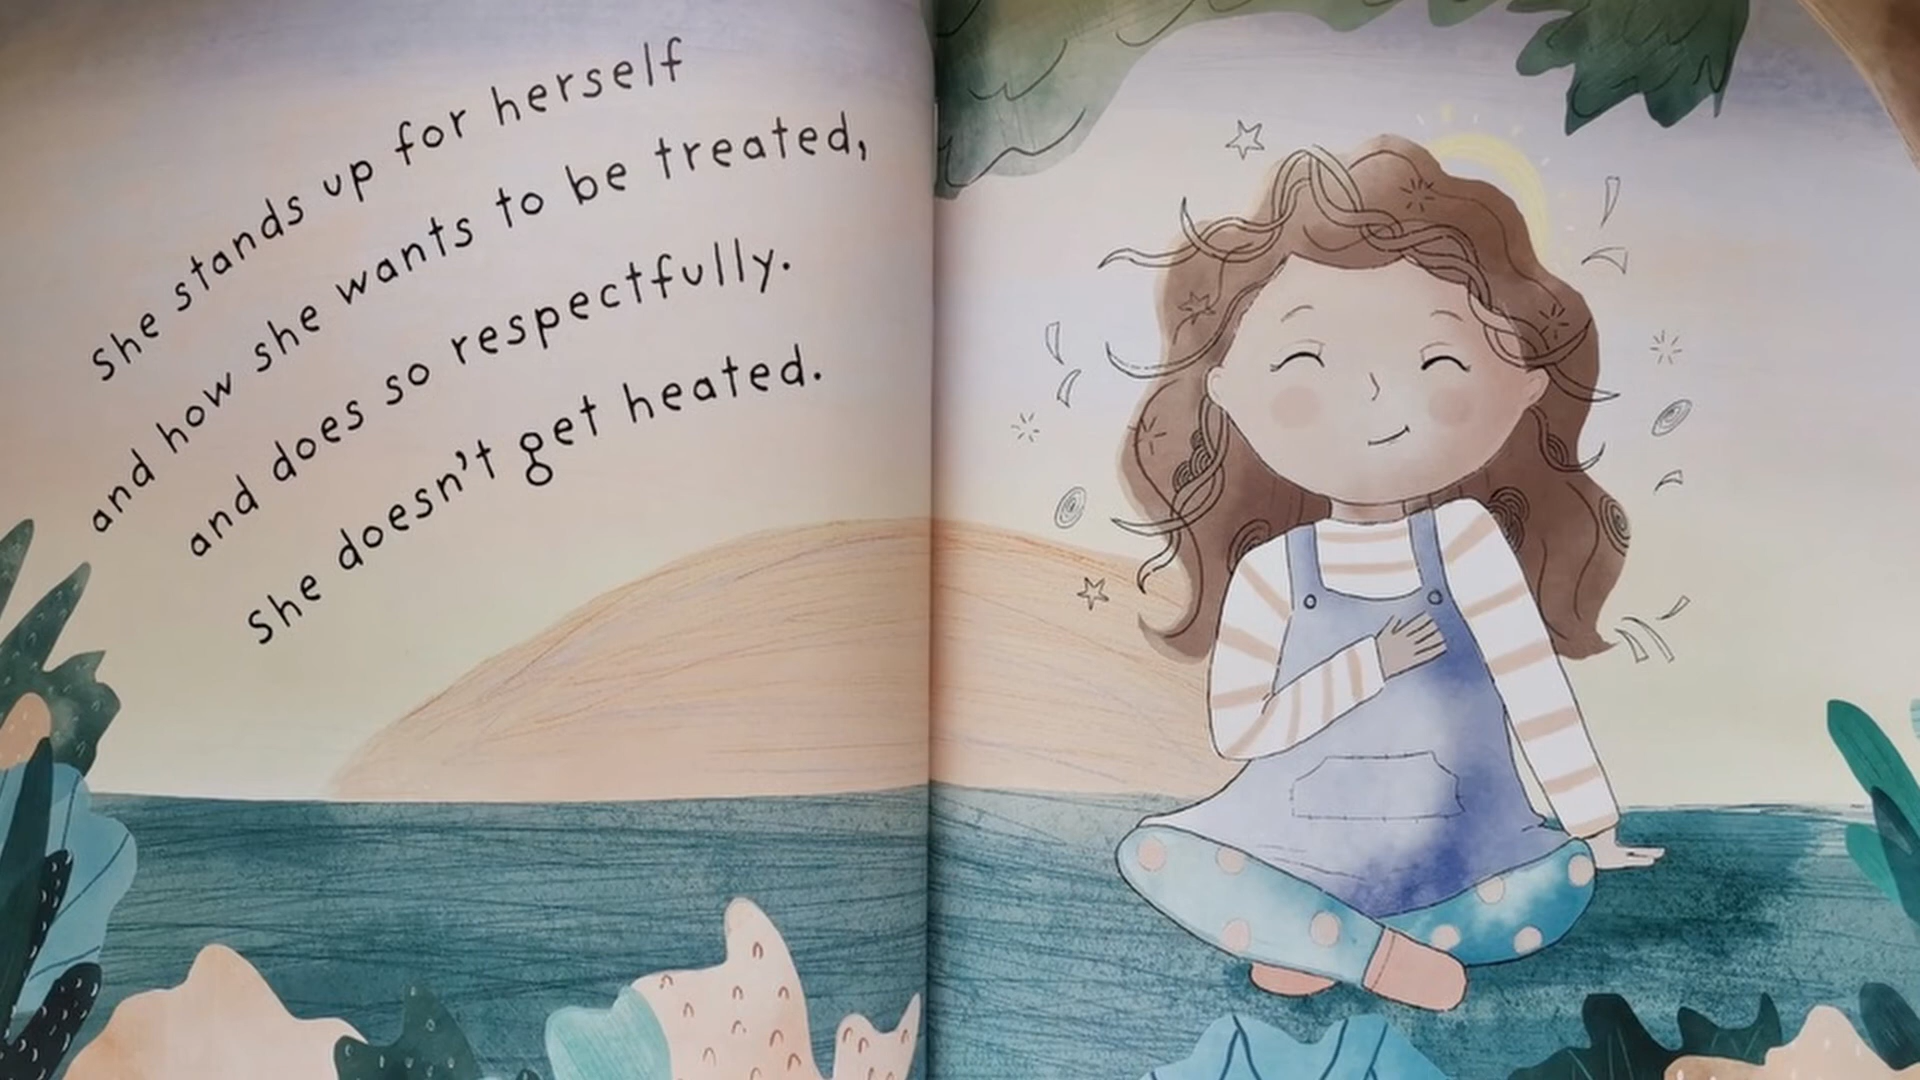 She stands up for herself
and how she wants to be treated,
and does so respectfully.
She doesn't get heated.